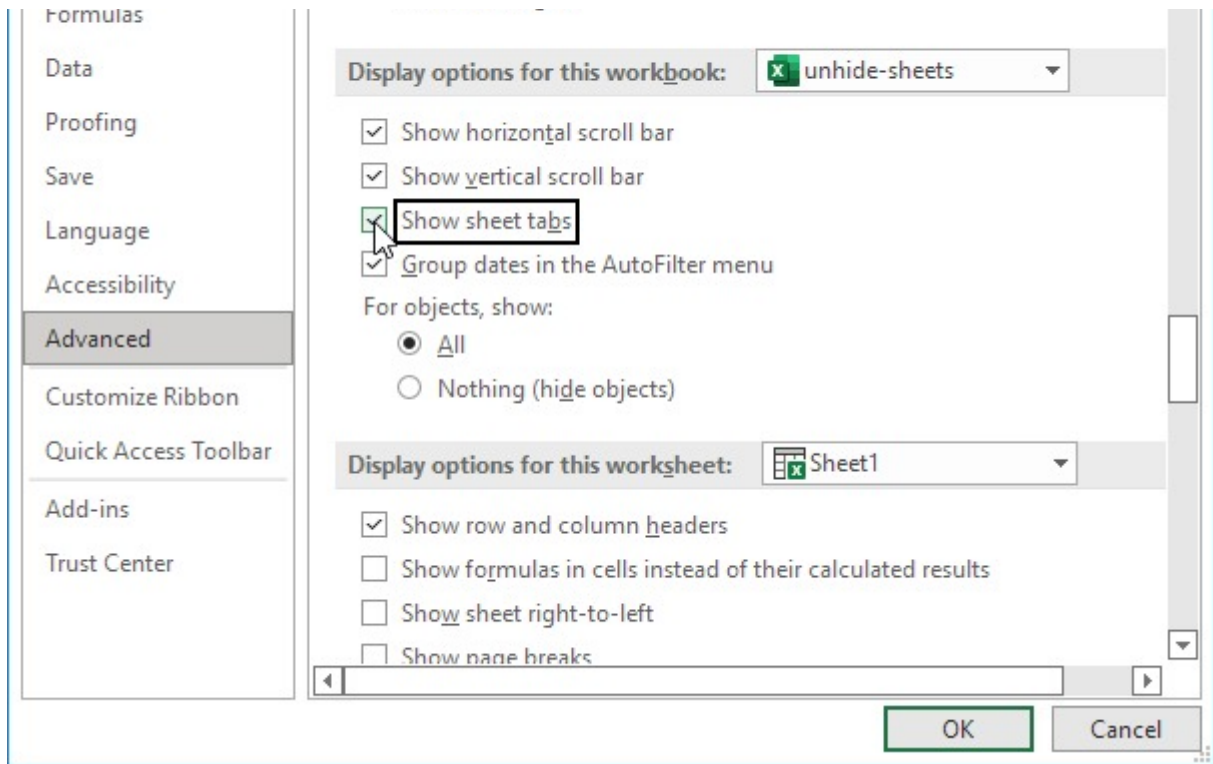 Formulas
Data
Proofing
Save
Language
Accessibility
Advanced
Customize Ribbon
Quick Access Toolbar
Add-ins
Trust Center
Display options for this workbook: unhide-sheets
Show horizontal scroll bar
Show vertical scroll bar
Show sheet tabs
Group dates in the AutoFilter menu
For objects, show:
All
Nothing (hide objects)
Display options for this worksheet: Sheet1
Show row and column headers
Show formulas in cells instead of their calculated results
Show sheet right-to-left
Show page breaks
OK Cancel